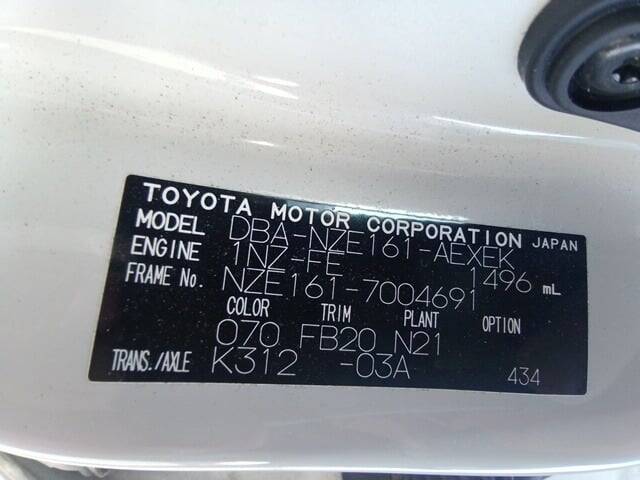 TOYOTA MOTOR CORPORATION JAPAN
MODEL DBA-NZE161-AEXEK
ENGINE 1NZ-FE 1496 mL
FRAME No. NZE161-7004691
COLOR TRIM PLANT OPTION
070 FB20 N21
TRANS./AXLE K312 -03A 434